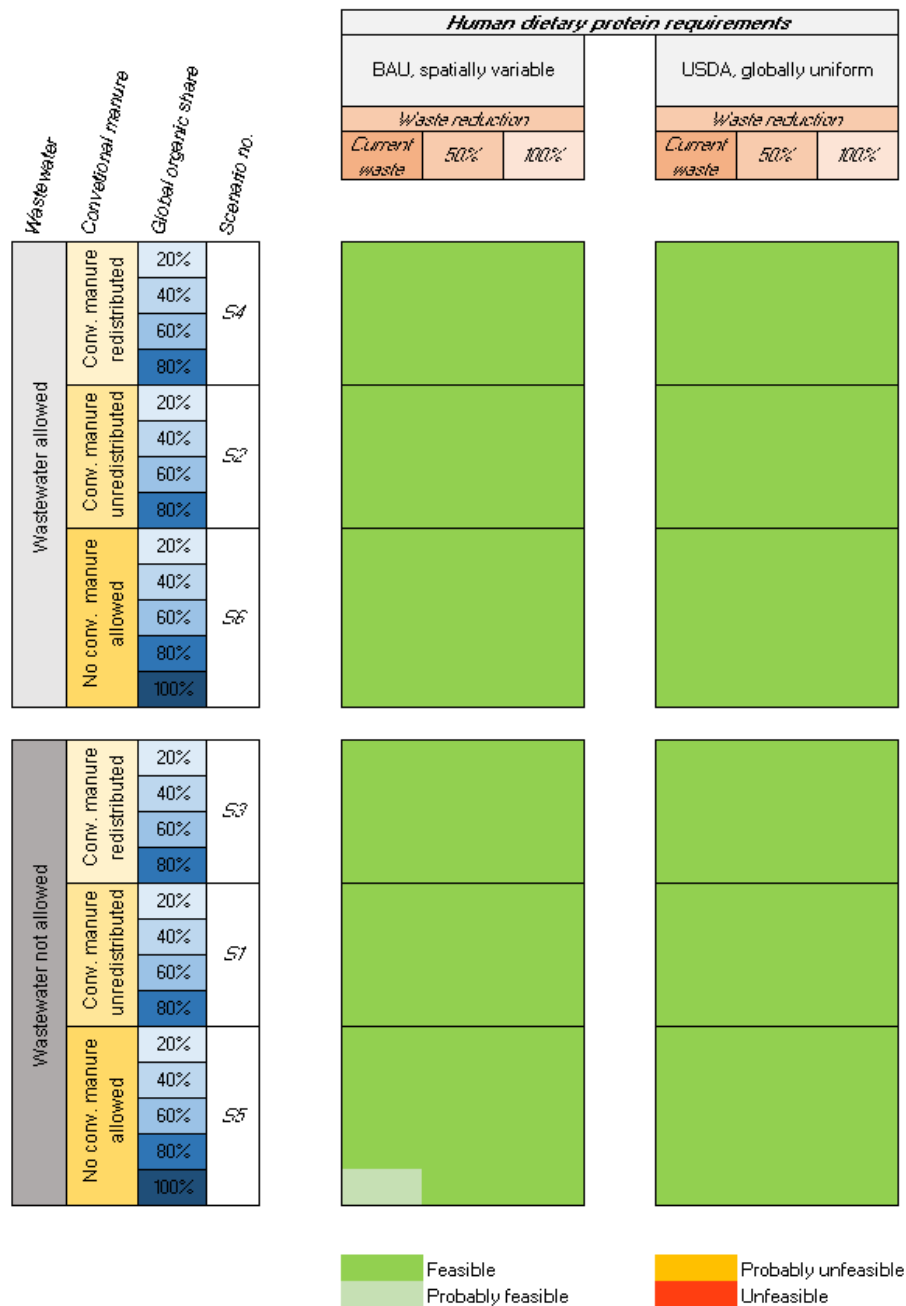 Human dietary protein requirements
BAU, spatially variable
USDA, globally uniform
Waste reduction
Waste reduction
Current waste
50%
100%
Current waste
50%
100%
Wastewater
Convetional manure
Global organic share
Scenario no.
Wastewater allowed
Conv. manure
redistributed
20%
40%
60%
80%
S4
Conv. manure
unredistributed
20%
40%
60%
80%
S2
No conv. manure
allowed
20%
40%
60%
80%
100%
S6
Wastewater not allowed
Conv. manure
redistributed
20%
40%
60%
80%
S3
Conv. manure
unredistributed
20%
40%
60%
80%
S1
No conv. manure
allowed
20%
40%
60%
80%
100%
S5
Feasible
Probably feasible
Probably unfeasible
Unfeasible